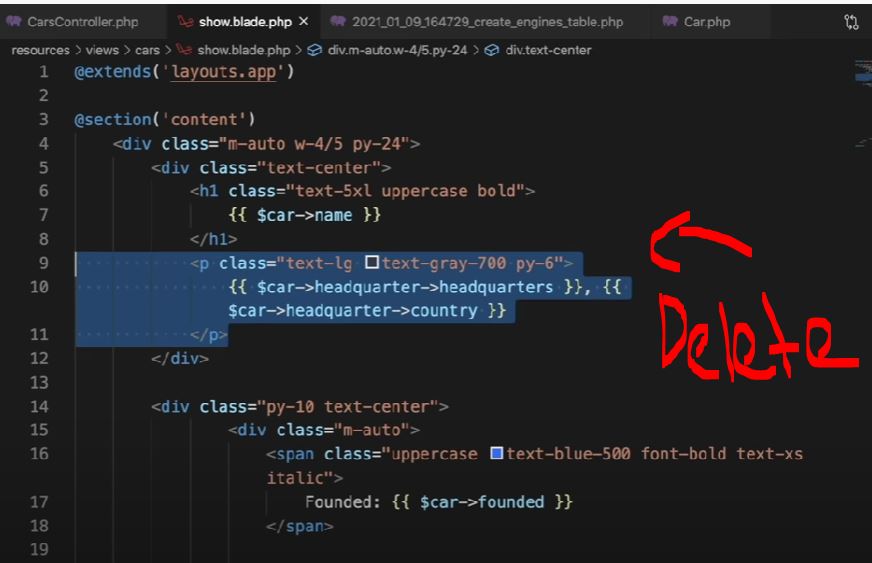 CarsController.php show.blade.php × 2021_01_09_164729_create_engines_table.php Car.php
resources > views > cars > show.blade.php > div.m-auto.w-4/5.py-24 > div.text-center
1 @extends('layouts.app')
2
3 @section('content')
4 <div class="m-auto w-4/5 py-24">
5 <div class="text-center">
6 <h1 class="text-5xl uppercase bold">
7 {{ $car->name }}
8 </h1>
9 <p class="text-lg text-gray-700 py-6">
10 {{ $car->headquarter->headquarters }}, {{
$car->headquarter->country }}
11 </p>
12 </div>
13
14 <div class="py-10 text-center">
15 <div class="m-auto">
16 <span class="uppercase text-blue-500 font-bold text-xs
italic">
17 Founded: {{ $car->founded }}
18 </span>
19
Delete